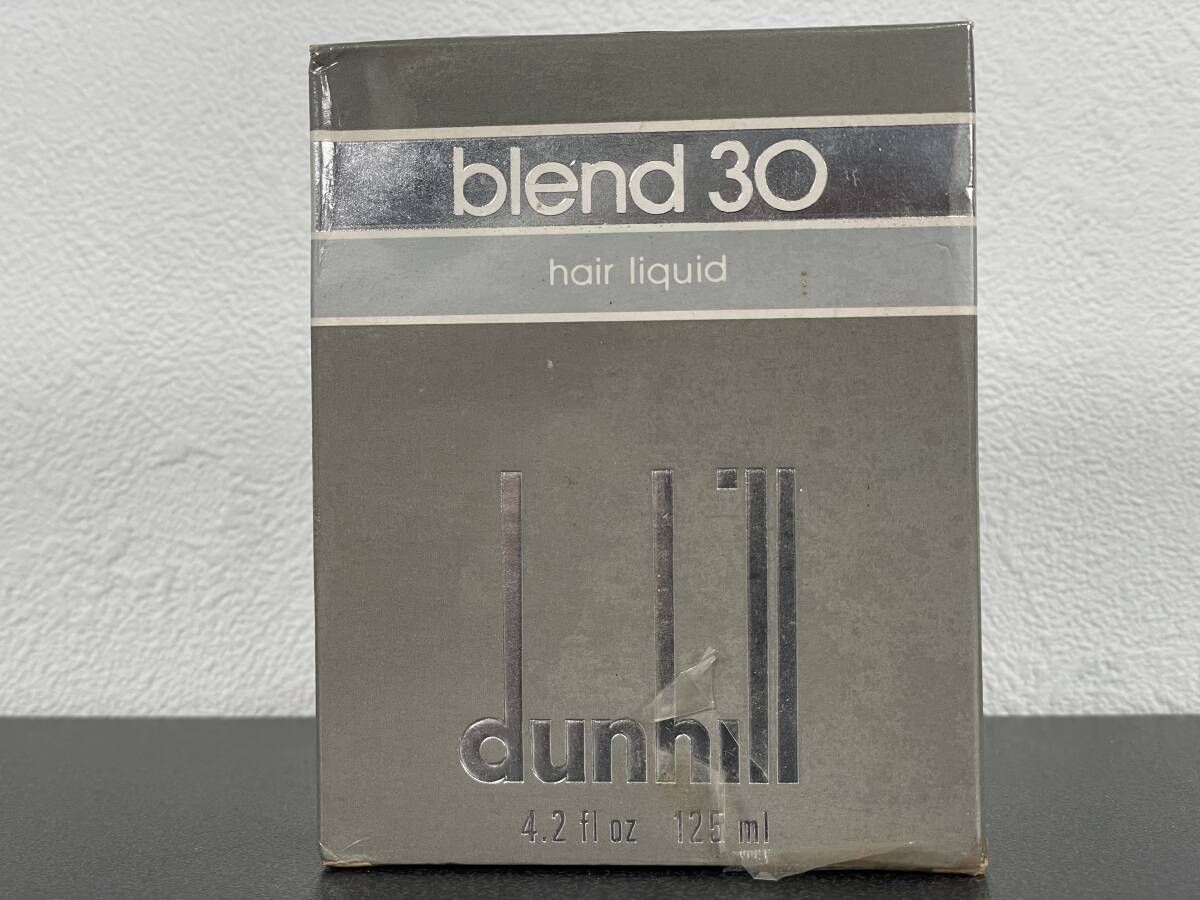 blend 30
hair liquid
dunhill
4.2 fl oz 125 ml